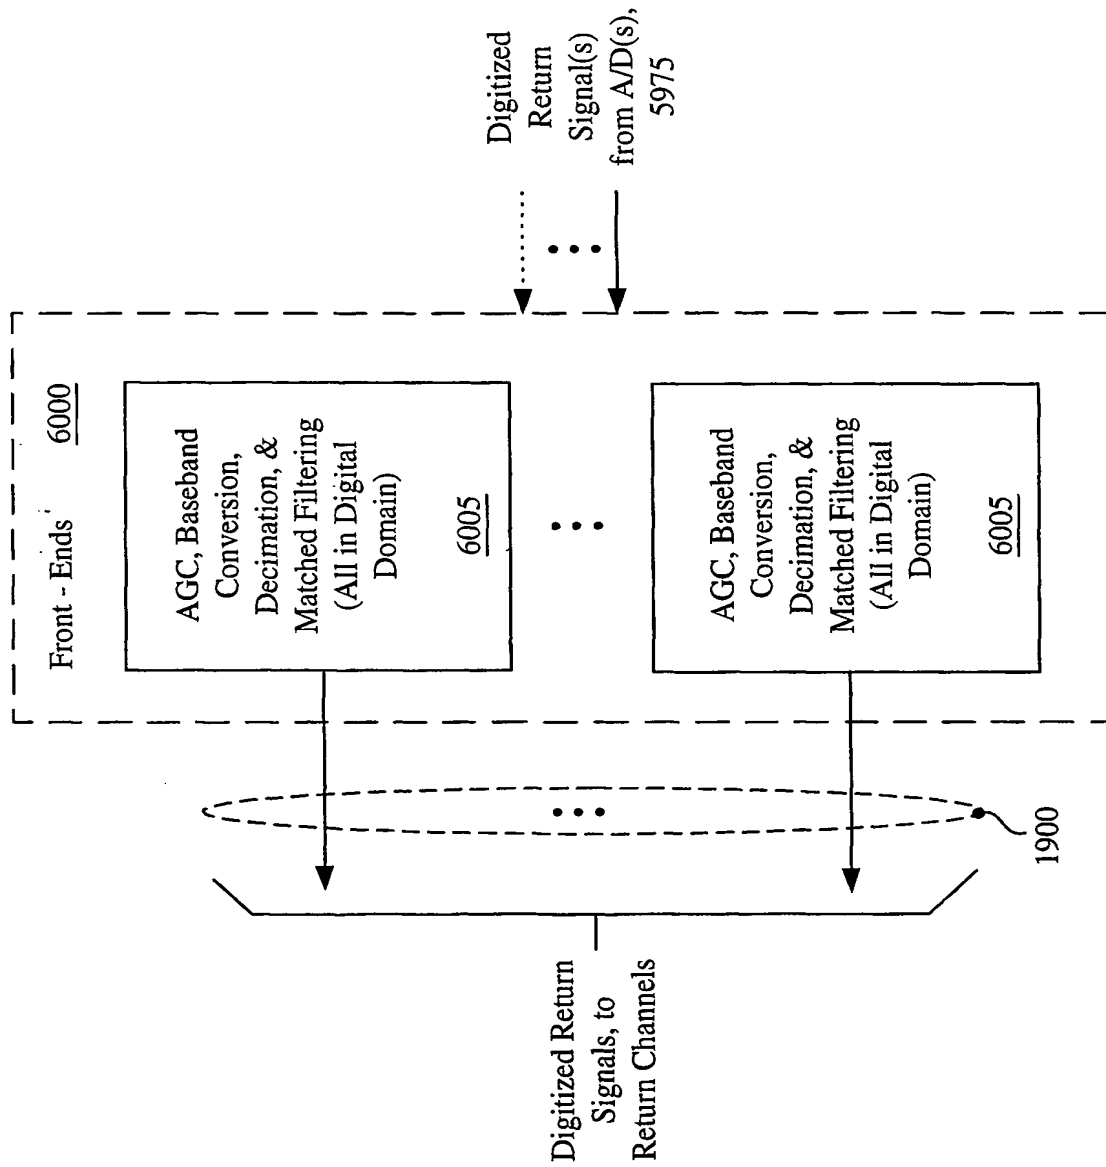 Front - Ends
6000
AGC, Baseband
Conversion,
Decimation, &
Matched Filtering
(All in Digital
Domain)
6005
AGC, Baseband
Conversion,
Decimation, &
Matched Filtering
(All in Digital
Domain)
6005
Digitized
Return
Signal(s)
from A/D(s),
5975
1900
Digitized Return
Signals, to
Return Channels